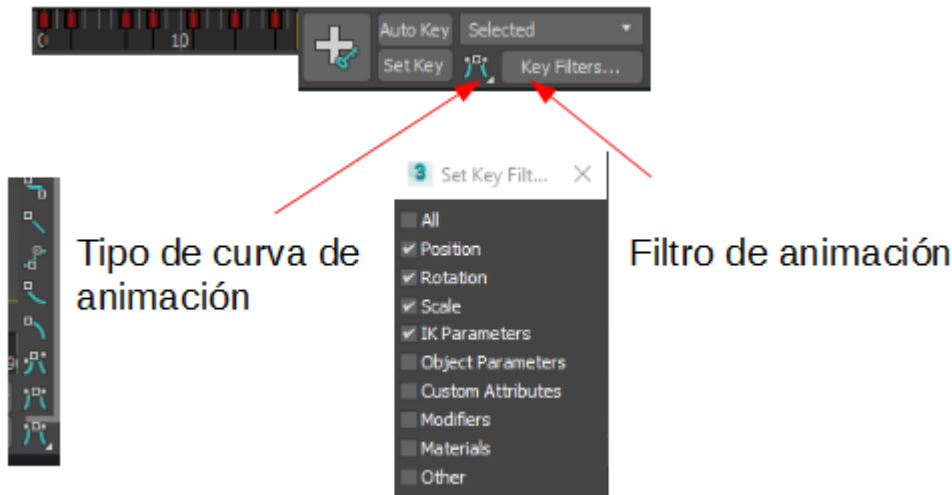 0
10
Auto Key
Selected
Set Key
Key Filters...
3 Set Key Filt...
All
Position
Rotation
Scale
IK Parameters
Object Parameters
Custom Attributes
Modifiers
Materials
Other
Tipo de curva de
animación
Filtro de animación